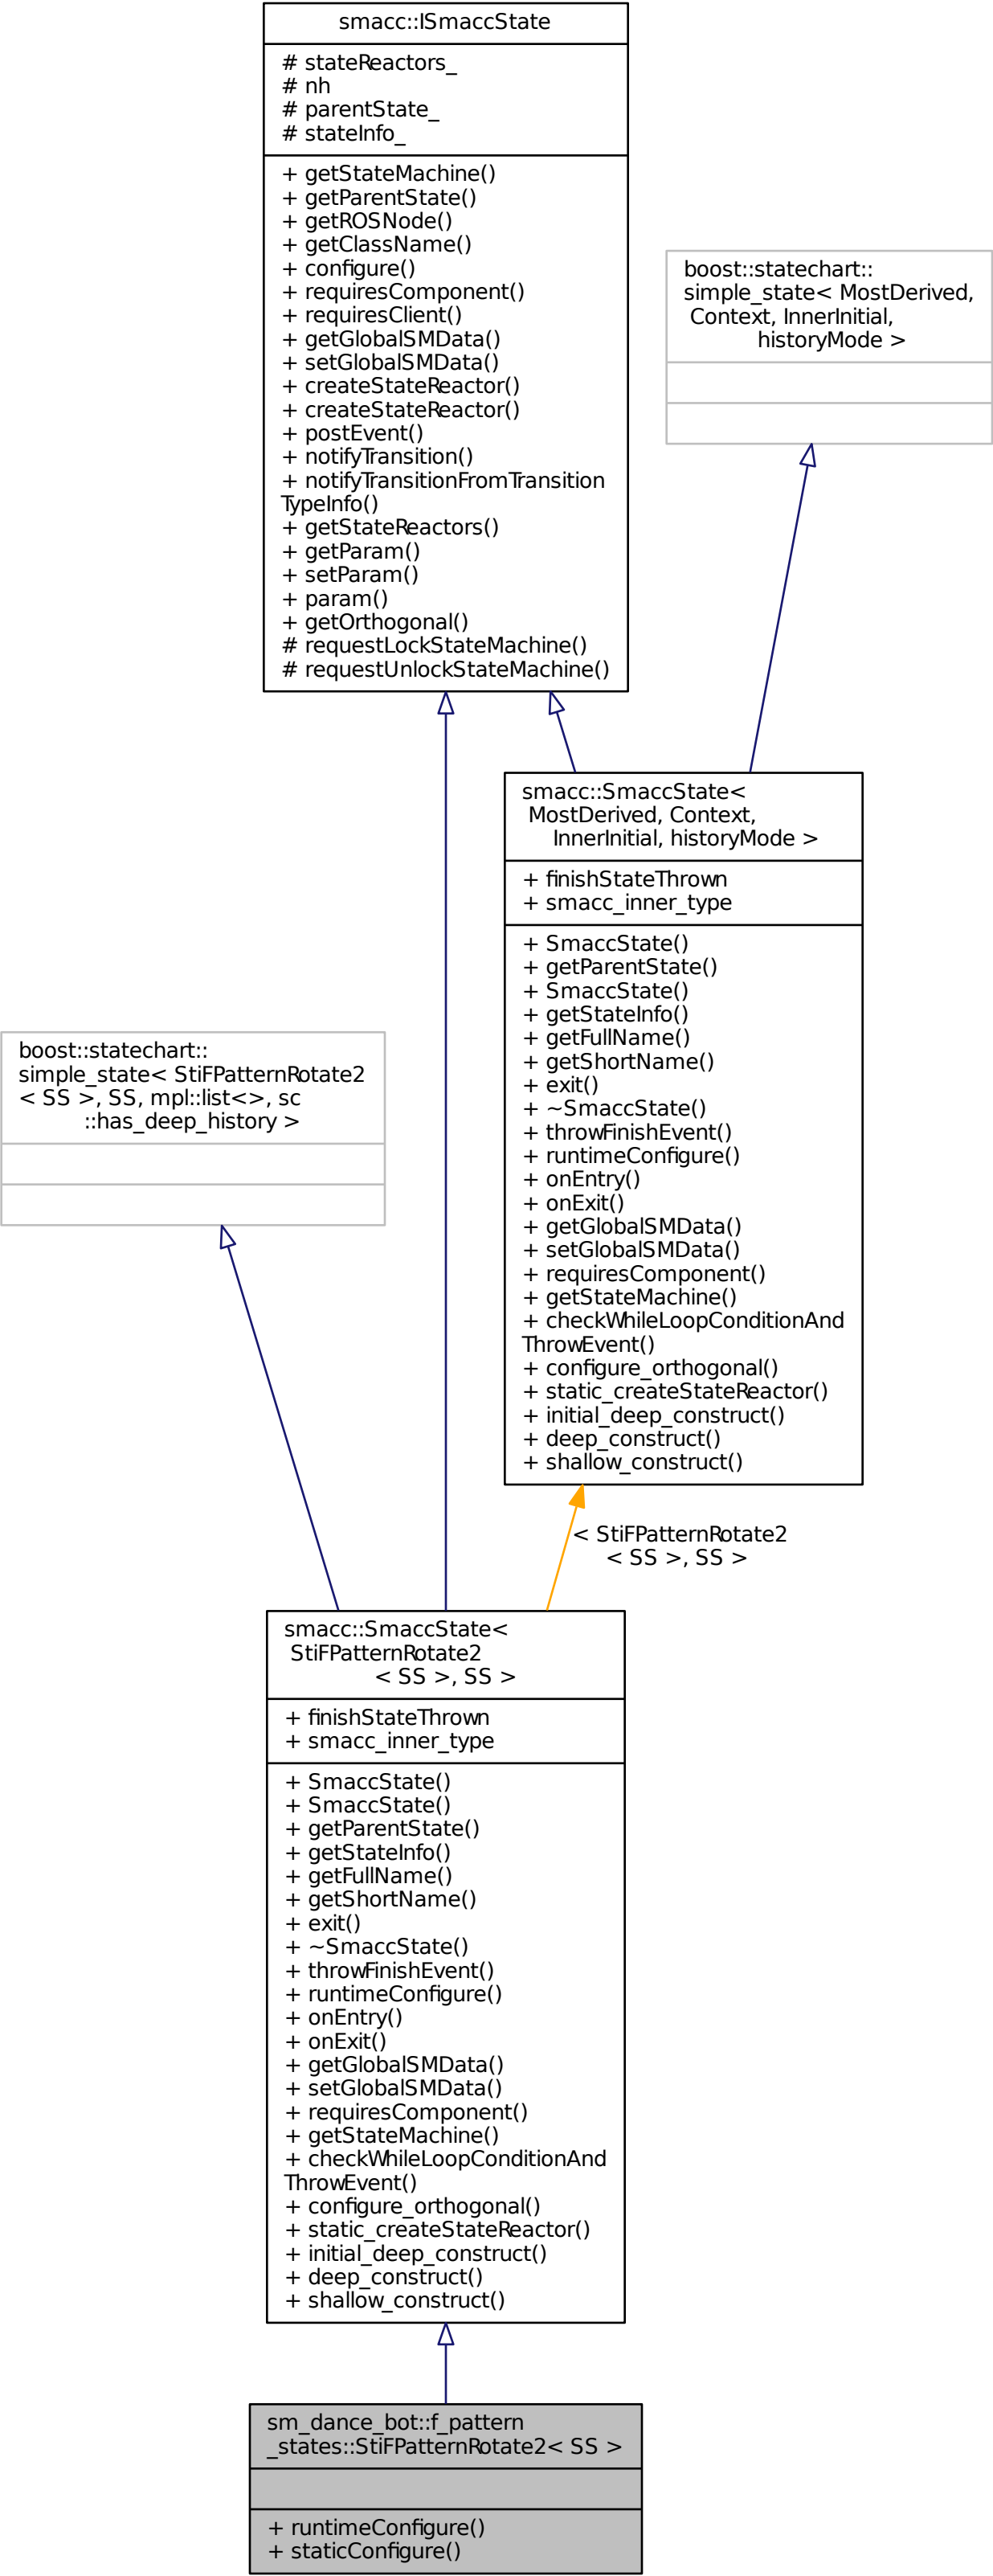 smacc::ISmaccState
# stateReactors_
# nh
# parentState_
# stateInfo_
+ getStateMachine()
+ getParentState()
+ getROSNode()
+ getClassName()
+ configure()
+ requiresComponent()
+ requiresClient()
+ getGlobalSMData()
+ setGlobalSMData()
+ createStateReactor()
+ createStateReactor()
+ postEvent()
+ notifyTransition()
+ notifyTransitionFromTransition
TypeInfo()
+ getStateReactors()
+ getParam()
+ setParam()
+ param()
+ getOrthogonal()
# requestLockStateMachine()
# requestUnlockStateMachine()
boost::statechart::
simple_state< MostDerived,
Context, InnerInitial,
historyMode >
smacc::SmaccState<
MostDerived, Context,
InnerInitial, historyMode >
+ finishStateThrown
+ smacc_inner_type
+ SmaccState()
+ getParentState()
+ SmaccState()
+ getStateInfo()
+ getFullName()
+ getShortName()
+ exit()
+ ~SmaccState()
+ throwFinishEvent()
+ runtimeConfigure()
+ onEntry()
+ onExit()
+ getGlobalSMData()
+ setGlobalSMData()
+ requiresComponent()
+ getStateMachine()
+ checkWhileLoopConditionAnd
ThrowEvent()
+ configure_orthogonal()
+ static_createStateReactor()
+ initial_deep_construct()
+ deep_construct()
+ shallow_construct()
boost::statechart::
simple_state< StiFPatternRotate2
< SS >, SS, mpl::list<>, sc
::has_deep_history >
< StiFPatternRotate2
< SS >, SS >
smacc::SmaccState<
StiFPatternRotate2
< SS >, SS >
+ finishStateThrown
+ smacc_inner_type
+ SmaccState()
+ SmaccState()
+ getParentState()
+ getStateInfo()
+ getFullName()
+ getShortName()
+ exit()
+ ~SmaccState()
+ throwFinishEvent()
+ runtimeConfigure()
+ onEntry()
+ onExit()
+ getGlobalSMData()
+ setGlobalSMData()
+ requiresComponent()
+ getStateMachine()
+ checkWhileLoopConditionAnd
ThrowEvent()
+ configure_orthogonal()
+ static_createStateReactor()
+ initial_deep_construct()
+ deep_construct()
+ shallow_construct()
sm_dance_bot::f_pattern
_states::StiFPatternRotate2< SS >
+ runtimeConfigure()
+ staticConfigure()